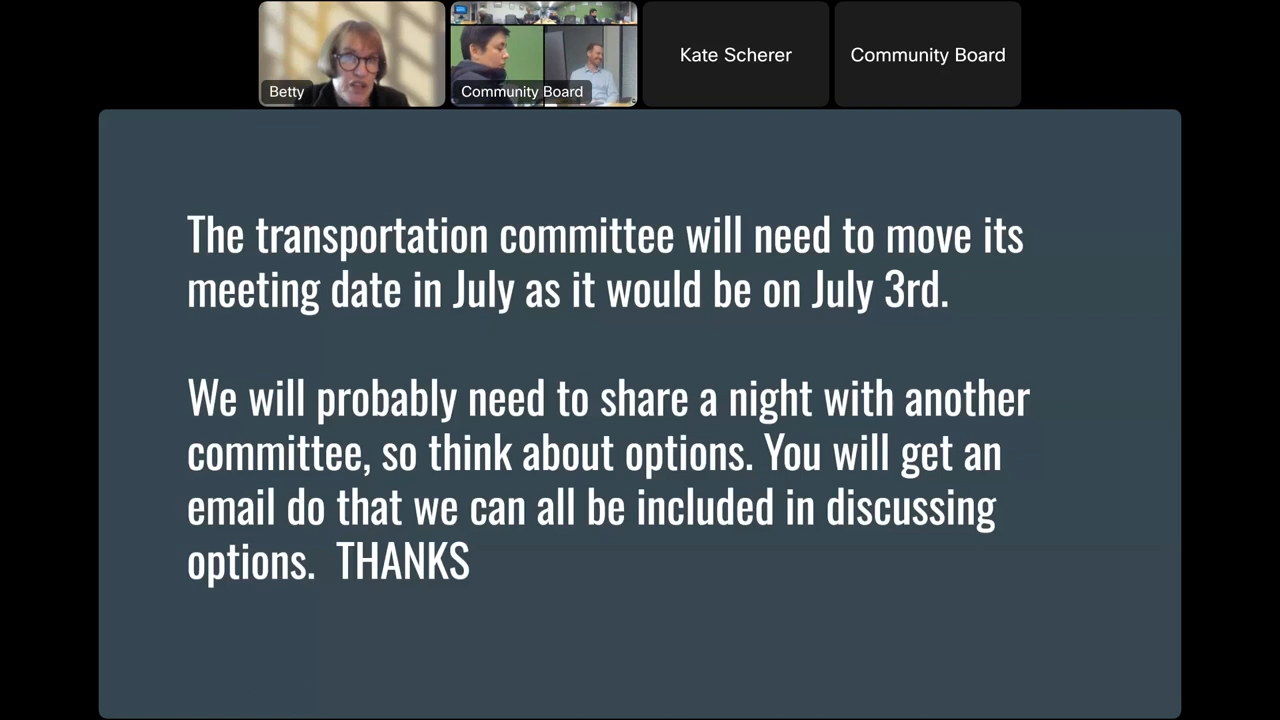 Betty
Community Board
Kate Scherer
Community Board
The transportation committee will need to move its
meeting date in July as it would be on July 3rd.
We will probably need to share a night with another
committee, so think about options. You will get an
email do that we can all be included in discussing
options.  THANKS